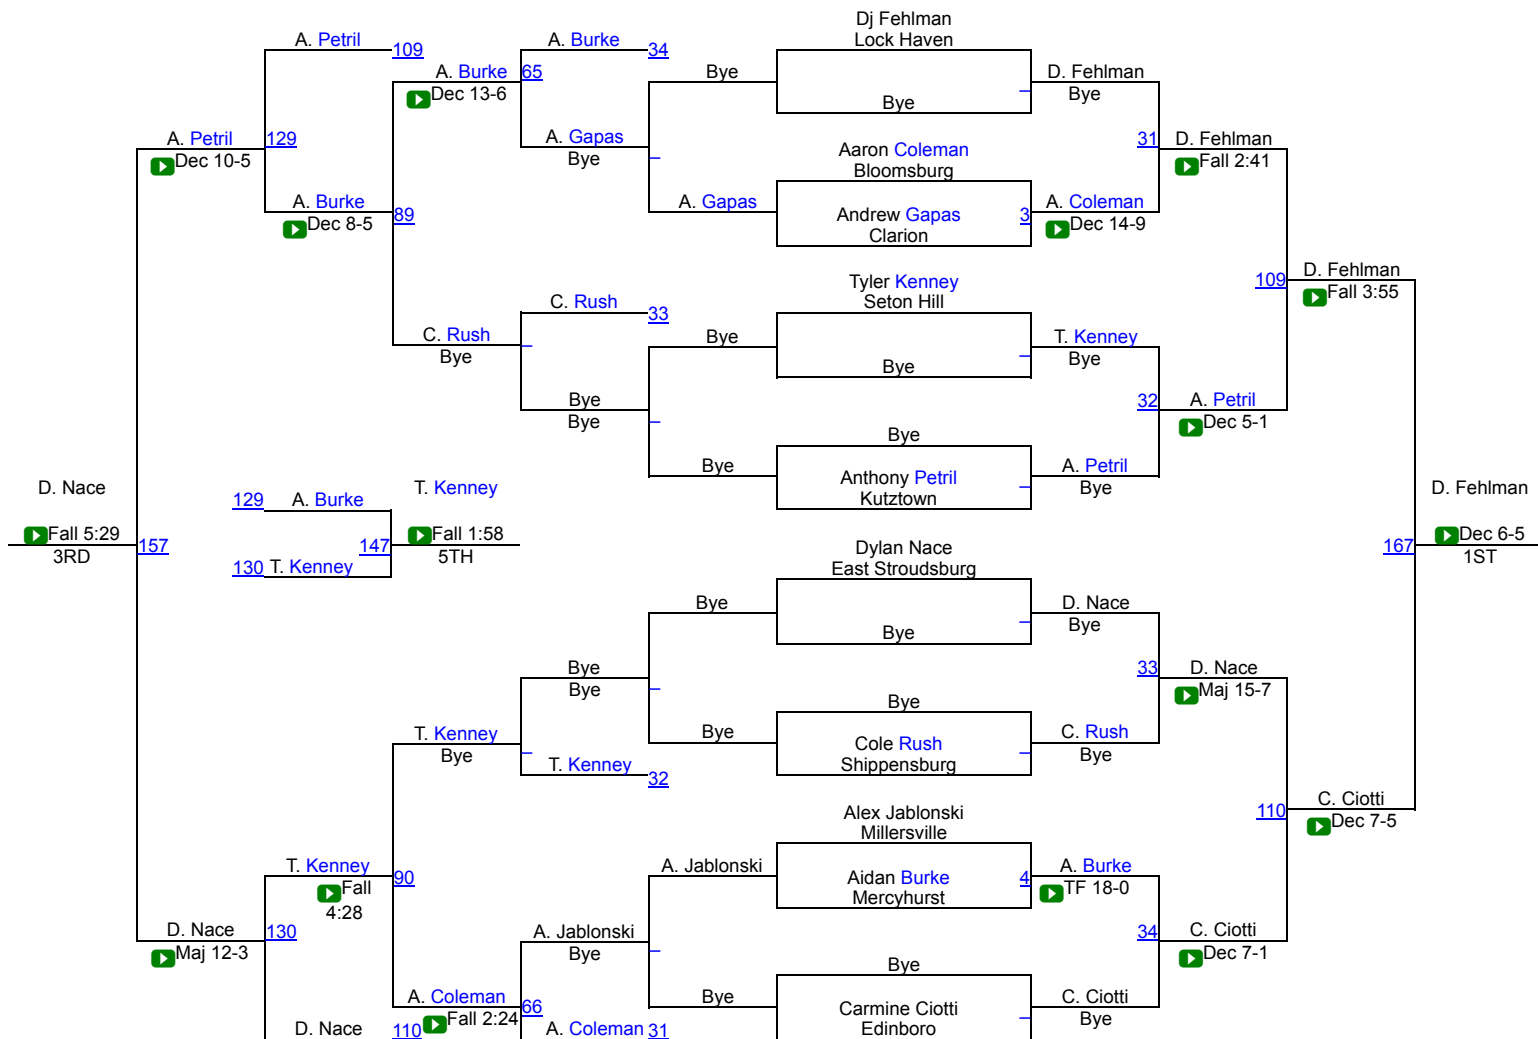 Dj Fehlman
A. Petril
109
A. Burke
34
Lock Haven
A. Burke
65
Bye
D. Fehlman
Dec 13-6
Bye
_
Bye
A. Petril
129
A. Gapas
31
D. Fehlman
Dec 10-5
Bye
_
Aaron Coleman
Fall 2:41
Bloomsburg
A. Burke
89
A. Gapas
Andrew Gapas
3
A. Coleman
Dec 8-5
Clarion
Dec 14-9
Tyler Kenney
D. Fehlman
C. Rush
33
Seton Hill
109
Fall 3:55
C. Rush
_
Bye
T. Kenney
Bye
Bye
_
Bye
Bye
32
A. Petril
Bye
_
Dec 5-1
Bye
Bye
Anthony Petril
_
A. Petril
Kutztown
Bye
D. Nace
129
A. Burke
T. Kenney
D. Fehlman
Fall 5:29
157
147
Fall 1:58
167
Dec 6-5
3RD
130
T. Kenney
5TH
1ST
Dylan Nace
East Stroudsburg
Bye
D. Nace
Bye
_
Bye
Bye
33
D. Nace
Bye
_
Maj 15-7
Bye
T. Kenney
Bye
Cole Rush
C. Rush
Bye
_
Shippensburg
_
Bye
T. Kenney
32
110
C. Ciotti
Alex Jablonski
Dec 7-5
Millersville
T. Kenney
90
A. Jablonski
Aidan Burke
4
A. Burke
Fall
4:28
Mercyhurst
TF 18-0
D. Nace
130
A. Jablonski
34
C. Ciotti
Maj 12-3
Bye
_
Dec 7-1
Bye
A. Coleman
66
Bye
Carmine Ciotti
_
C. Ciotti
Fall 2:24
Edinboro
Bye
D. Nace
110
A. Coleman
31